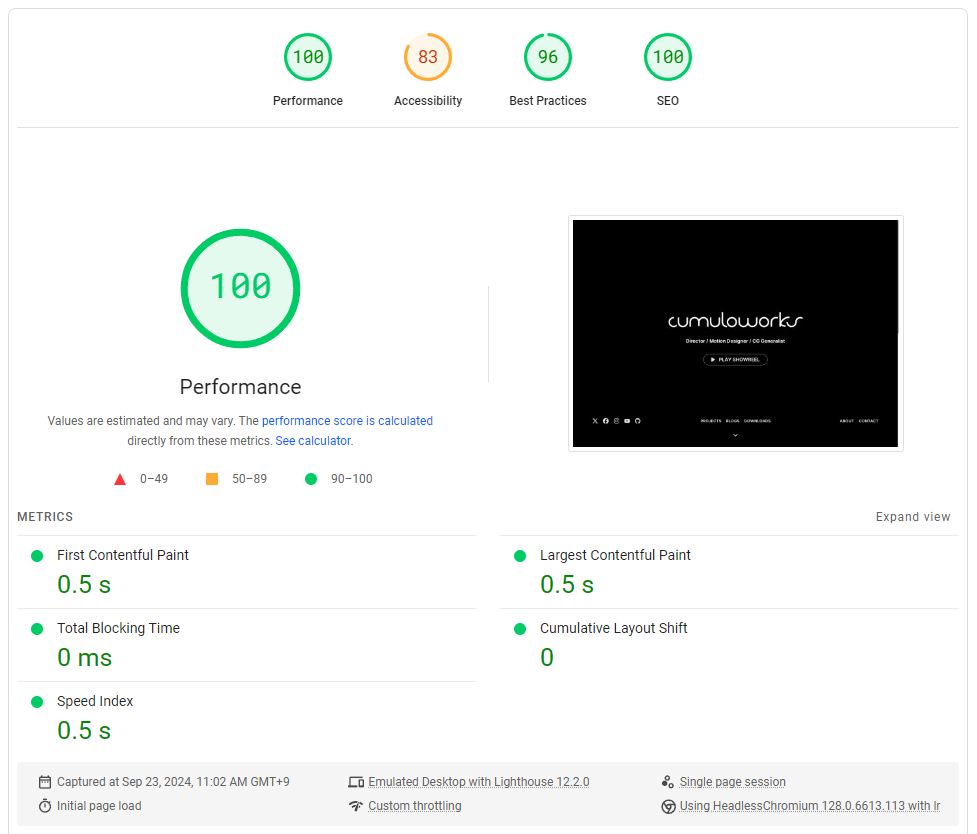 100
83
96
100
Performance
Accessibility
Best Practices
SEO
100
Performance
Values are estimated and may vary. The performance score is calculated
directly from these metrics. See calculator.
0–49
50–89
90–100
cumuloworks
Director / Motion Designer / CG Generalist
PLAY SHOWREEL
PROJECTS BLOGS DOWNLOADS
ABOUT CONTACT
METRICS
Expand view
First Contentful Paint
0.5 s
Largest Contentful Paint
0.5 s
Total Blocking Time
0 ms
Cumulative Layout Shift
0
Speed Index
0.5 s
Captured at Sep 23, 2024, 11:02 AM GMT+9
Emulated Desktop with Lighthouse 12.2.0
Single page session
Initial page load
Custom throttling
Using HeadlessChromium 128.0.6613.113 with lr